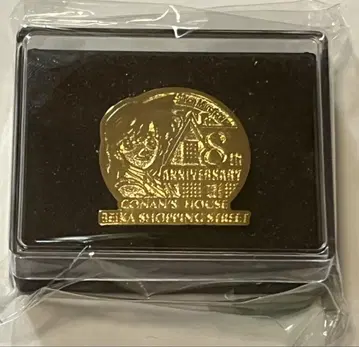 8th
ANNIVERSARY
CONAN'S HOUSE
BEIKA SHOPPING STREET